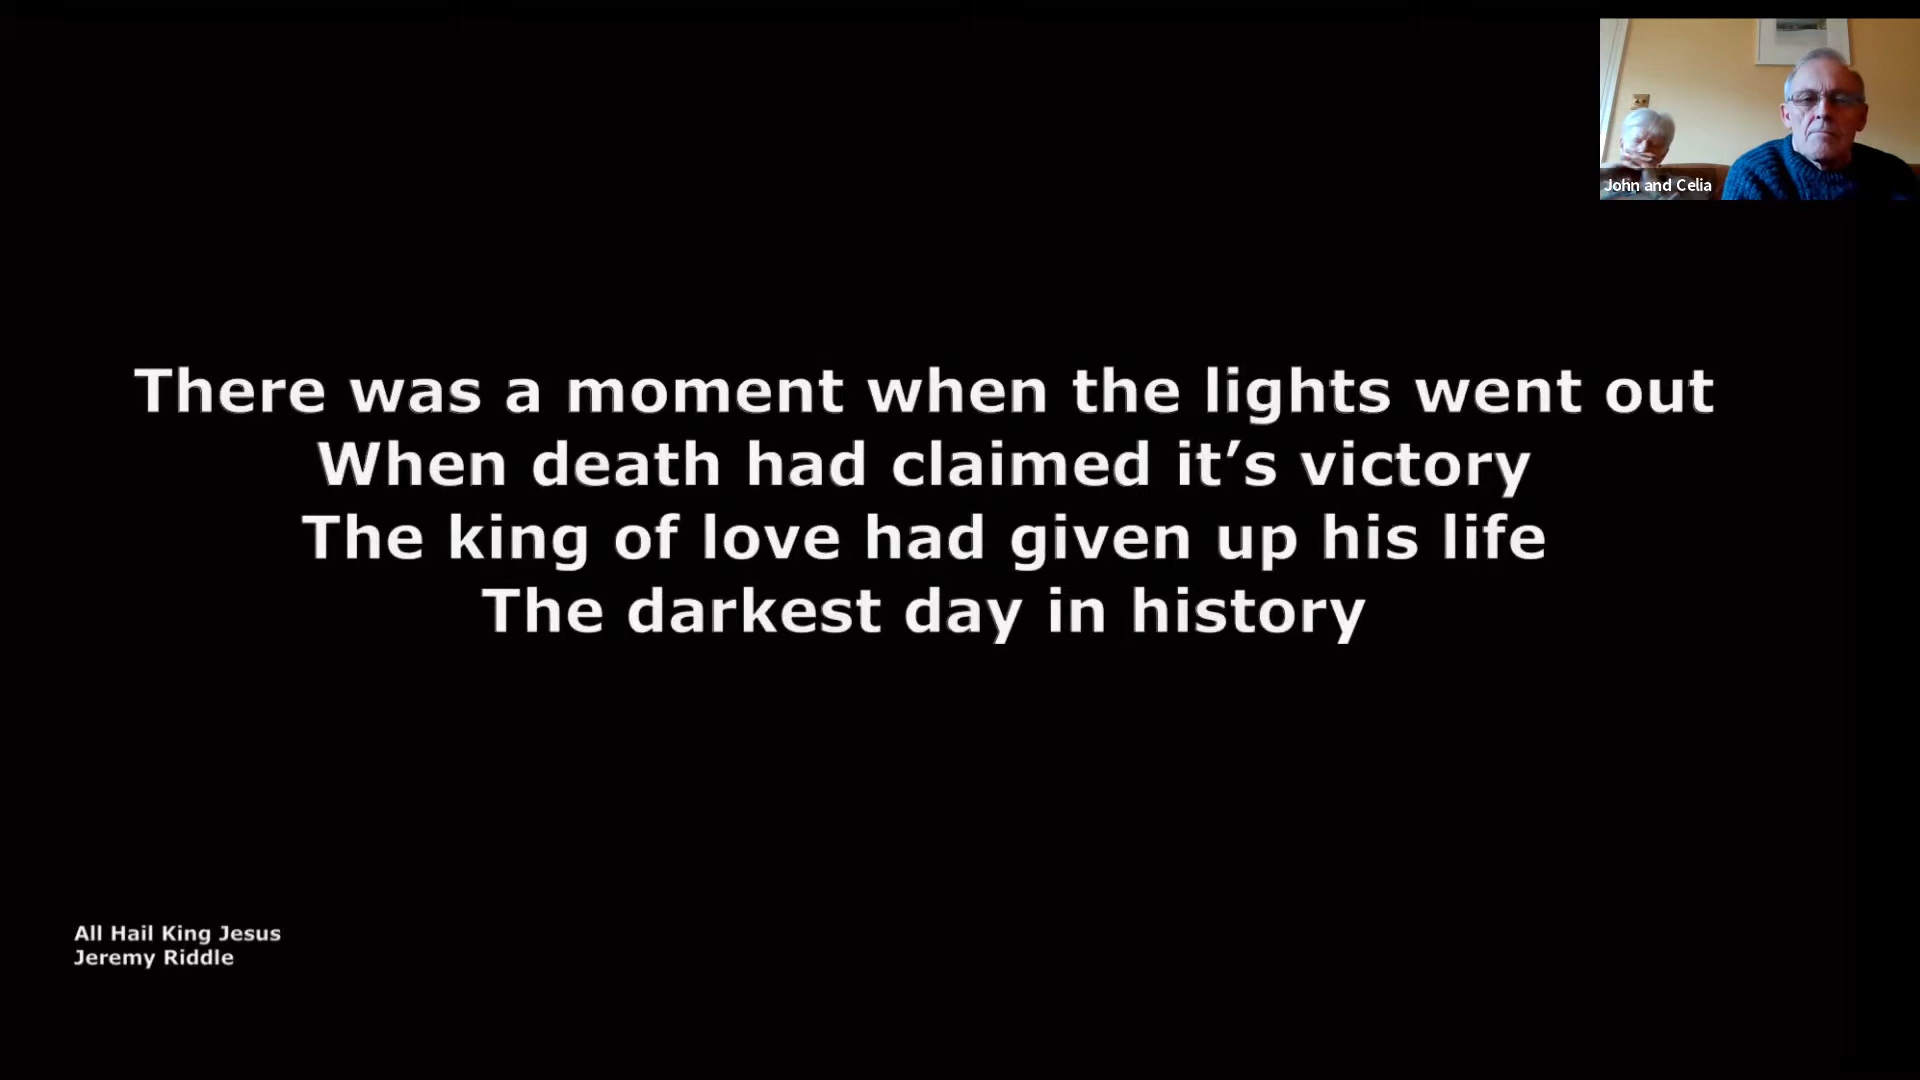 John and Celia
There was a moment when the lights went out
When death had claimed it’s victory
The king of love had given up his life
The darkest day in history
All Hail King Jesus
Jeremy Riddle